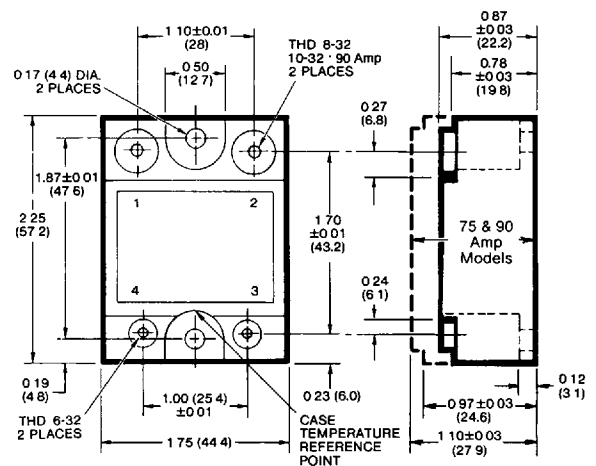 1 10±0.01
(28)
0 50
(12 7)
THD 8-32
10-32 · 90 Amp
2 PLACES
0 17 (4 4) DIA.
2 PLACES
1.87±0 01
(47 6)
2 25
(57 2)
1
2
4
3
1 70
±0 01
(43.2)
0 19
(4 8)
THD 6-32
2 PLACES
1.00 (25 4)
±0 01
0 23 (6.0)
1 75 (44 4)
CASE
TEMPERATURE
REFERENCE
POINT
0 87
±0 03
(22.2)
0.78
±0 03
(19 8)
0 27
(6.8)
75 & 90
Amp
Models
0.24
(6 1)
0 12
(3 1)
0 97±0 03
(24.6)
1 10±0 03
(27 9)